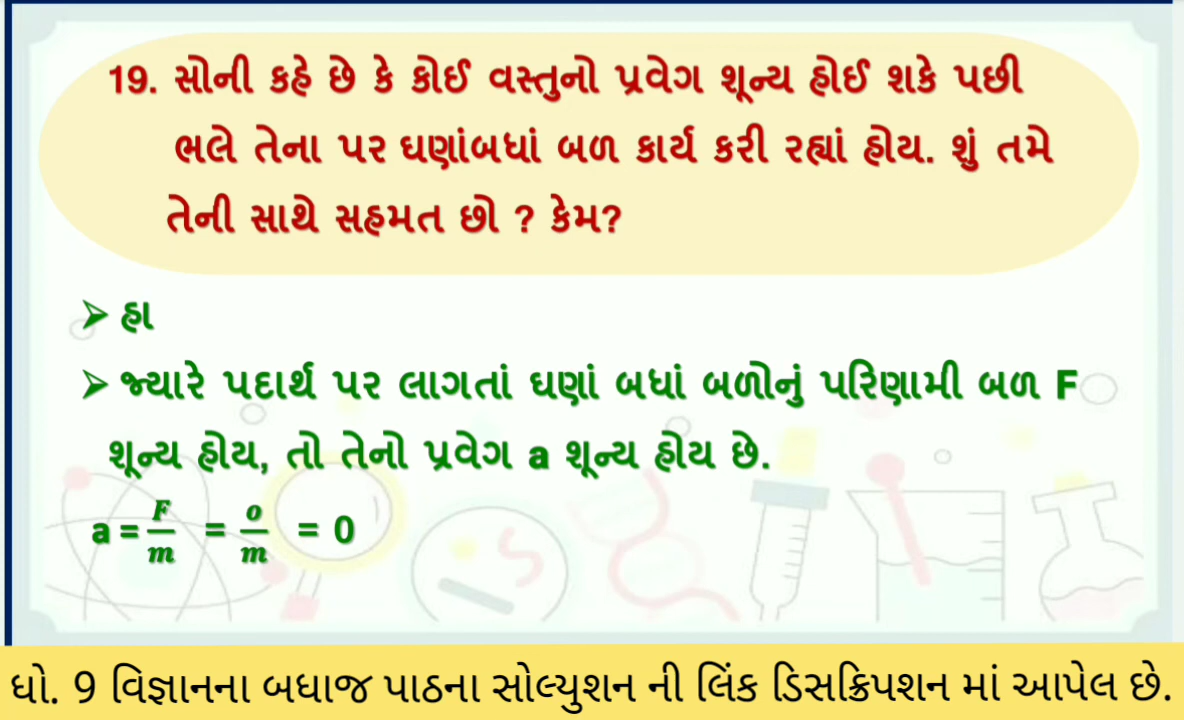 19. સોની કહે છે કે કોઈ વસ્તુનો પ્રવેગ શૂન્ય હોઈ શકે પછી
ભલે તેના પર ઘણાંબધાં બળ કાર્ય કરી રહ્યાં હોય. શું તમે
તેની સાથે સહમત છો ? કેમ?
➢ હા
➢ જ્યારે પદાર્થ પર લાગતાં ઘણાં બધાં બળોનું પરિણામી બળ F
શૂન્ય હોય, તો તેનો પ્રવેગ a શૂન્ય હોય છે.
a = F/m = o/m = 0
ધો. 9 વિજ્ઞાનના બધાજ પાઠના સોલ્યુશન ની લિંક ડિસક્રિપશન માં આપેલ છે.